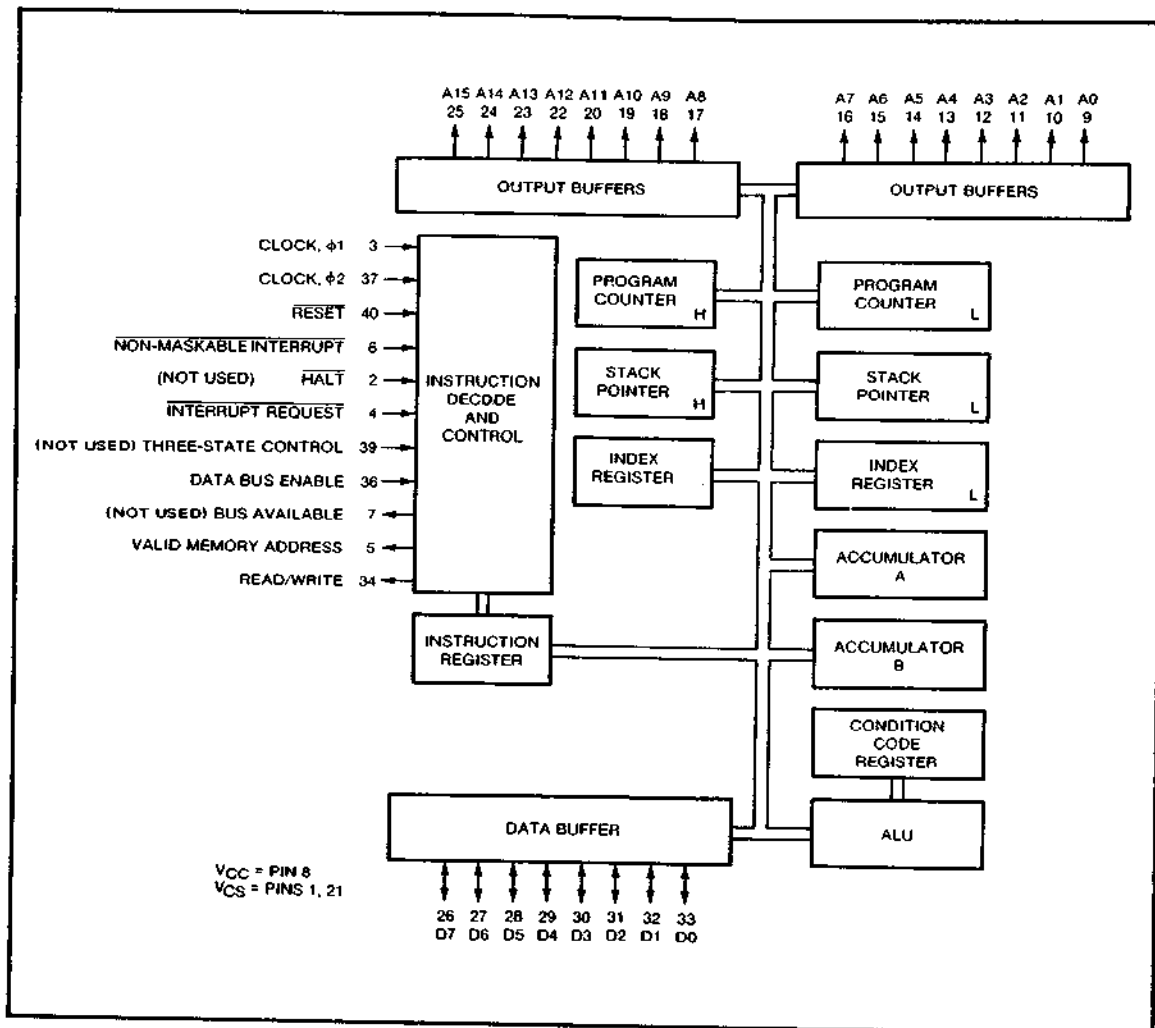 A15 A14 A13 A12 A11 A10 A9 A8
25 24 23 22 20 19 18 17
A7 A6 A5 A4 A3 A2 A1 A0
16 15 14 13 12 11 10 9
OUTPUT BUFFERS
OUTPUT BUFFERS
CLOCK, ϕ1 3
CLOCK, ϕ2 37
RESET 40
NON-MASKABLE INTERRUPT 6
(NOT USED) HALT 2
INTERRUPT REQUEST 4
(NOT USED) THREE-STATE CONTROL 39
DATA BUS ENABLE 36
(NOT USED) BUS AVAILABLE 7
VALID MEMORY ADDRESS 5
READ/WRITE 34
INSTRUCTION
DECODE
AND
CONTROL
PROGRAM
COUNTER
H
PROGRAM
COUNTER
L
STACK
POINTER
H
STACK
POINTER
L
INDEX
REGISTER
INDEX
REGISTER
L
ACCUMULATOR
A
INSTRUCTION
REGISTER
ACCUMULATOR
B
CONDITION
CODE
REGISTER
DATA BUFFER
ALU
VCC = PIN 8
VCS = PINS 1, 21
26 27 28 29 30 31 32 33
D7 D6 D5 D4 D3 D2 D1 D0